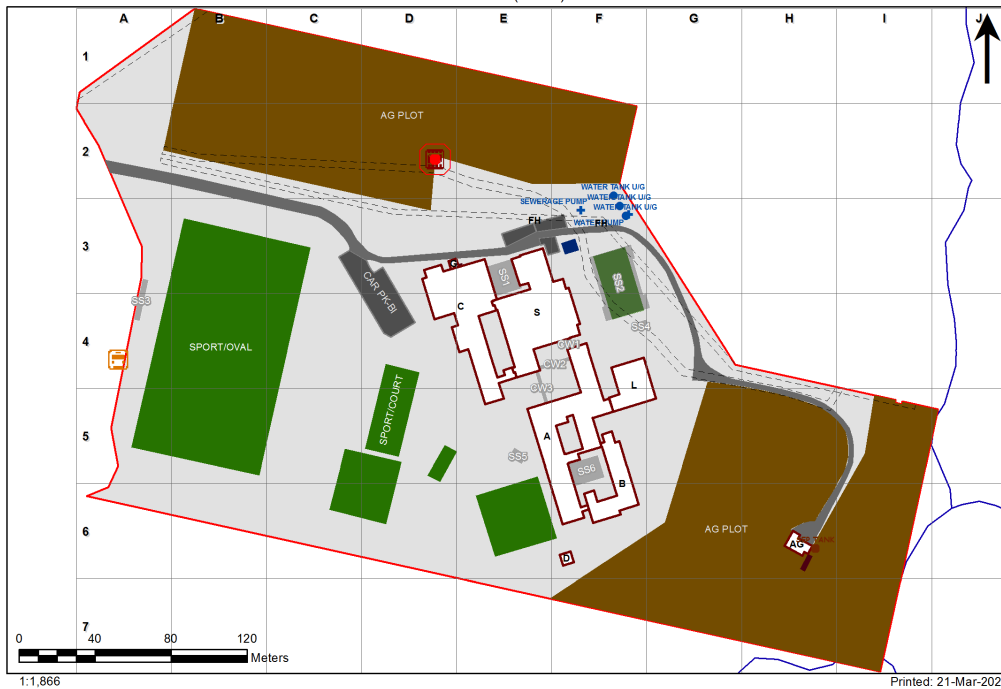 A B C D E F G H I J
1
AG PLOT
2
WATER TANK U/G
WATER TANK U/G
SEWERAGE PUMP
WATER TANK U/G
WATER PUMP
FH
FH
3
G
SS1
SS2
CAR PK-BI
SS3
C
S
SS4
4
SPORT/OVAL
GW1
CW2
CW3
L
SPORT/COURT
5
A
SS5
SS6
B
6
AG PLOT
AG
TANK
D
7
0 40 80 120
Meters
1:1,866
Printed: 21-Mar-202